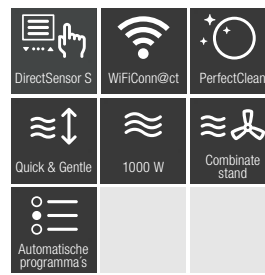 DirectSensor S
WiFiConn@ct
PerfectClean
Quick & Gentle
1000 W
Combinate
stand
Automatische
programma´s